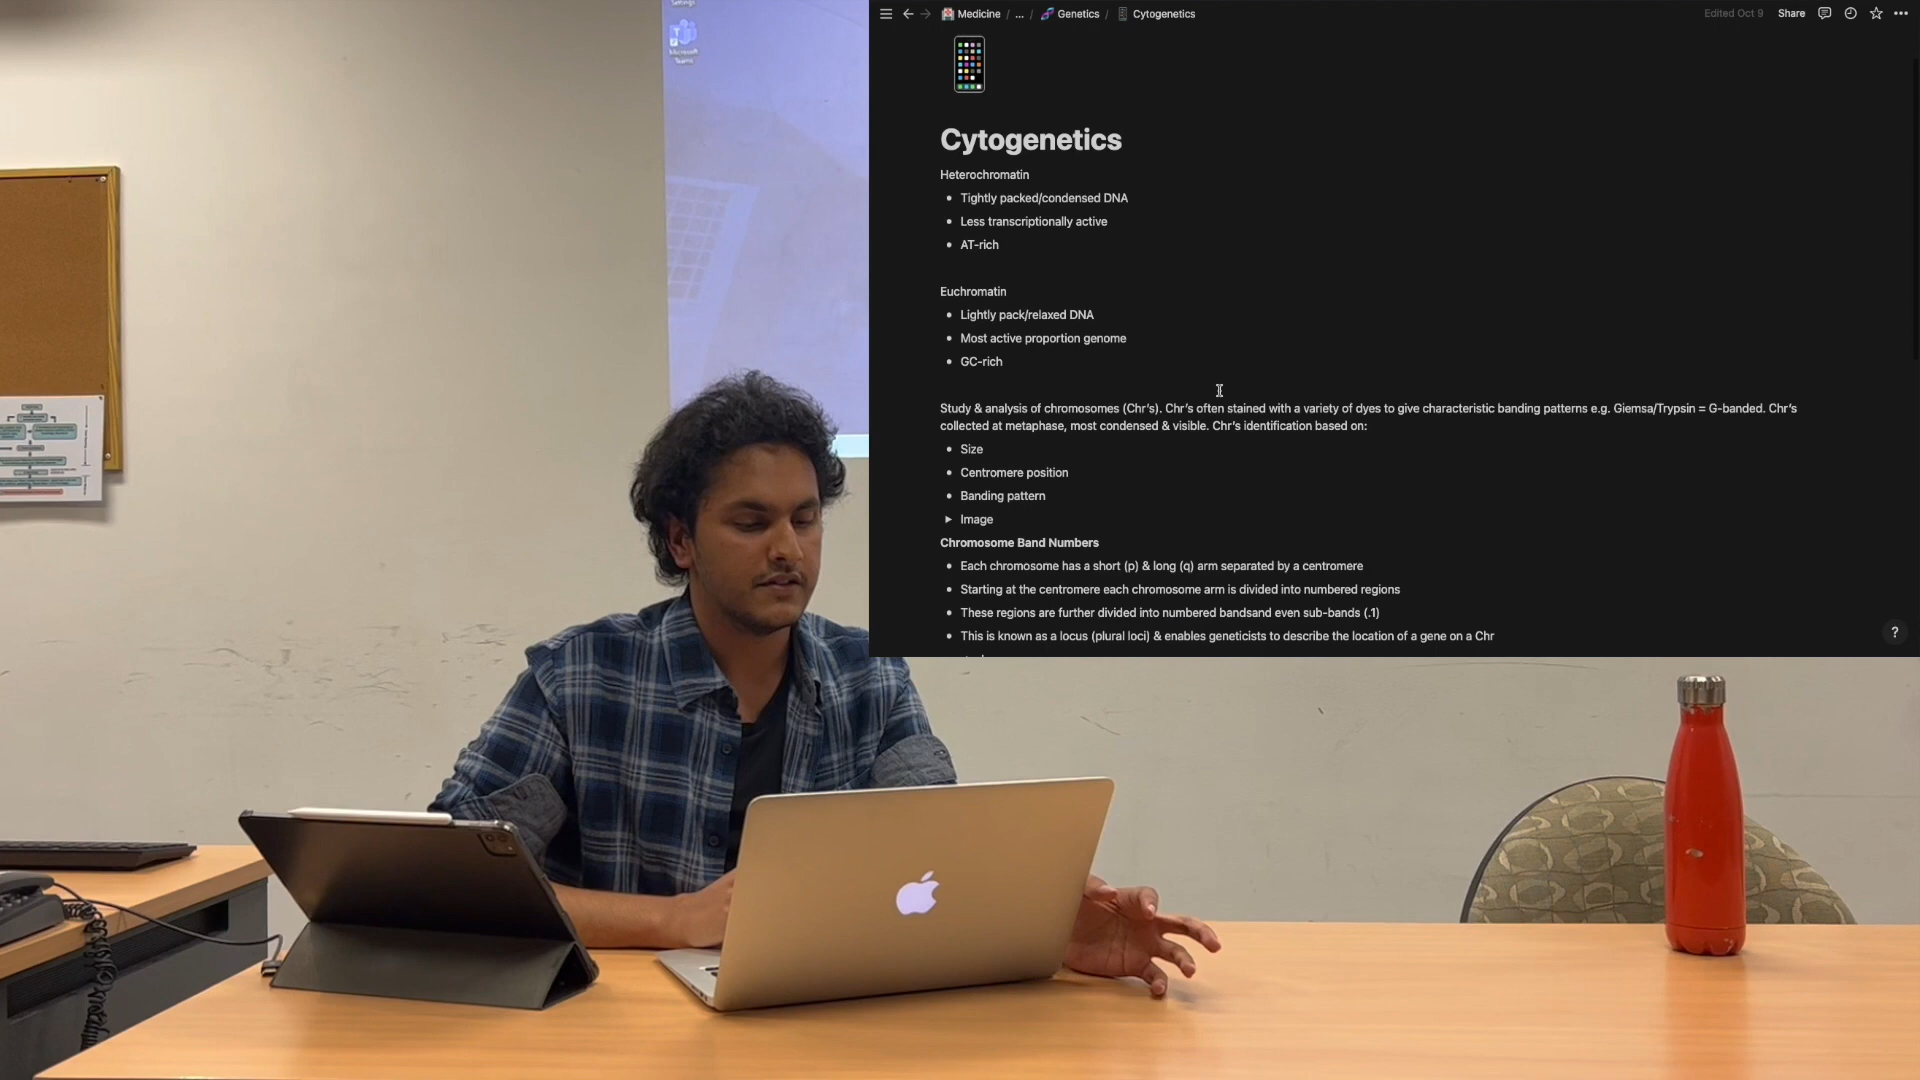 Settings
Microsoft
Teams
Medicine / ... / Genetics / Cytogenetics
Edited Oct 9 Share
Cytogenetics
Heterochromatin
• Tightly packed/condensed DNA
• Less transcriptionally active
• AT-rich
Euchromatin
• Lightly pack/relaxed DNA
• Most active proportion genome
• GC-rich
Study & analysis of chromosomes (Chr's). Chr's often stained with a variety of dyes to give characteristic banding patterns e.g. Giemsa/Trypsin = G-banded. Chr's
collected at metaphase, most condensed & visible. Chr's identification based on:
• Size
• Centromere position
• Banding pattern
Image
Chromosome Band Numbers
• Each chromosome has a short (p) & long (q) arm separated by a centromere
• Starting at the centromere each chromosome arm is divided into numbered regions
• These regions are further divided into numbered bandsand even sub-bands (.1)
• This is known as a locus (plural loci) & enables geneticists to describe the location of a gene on a Chr
?